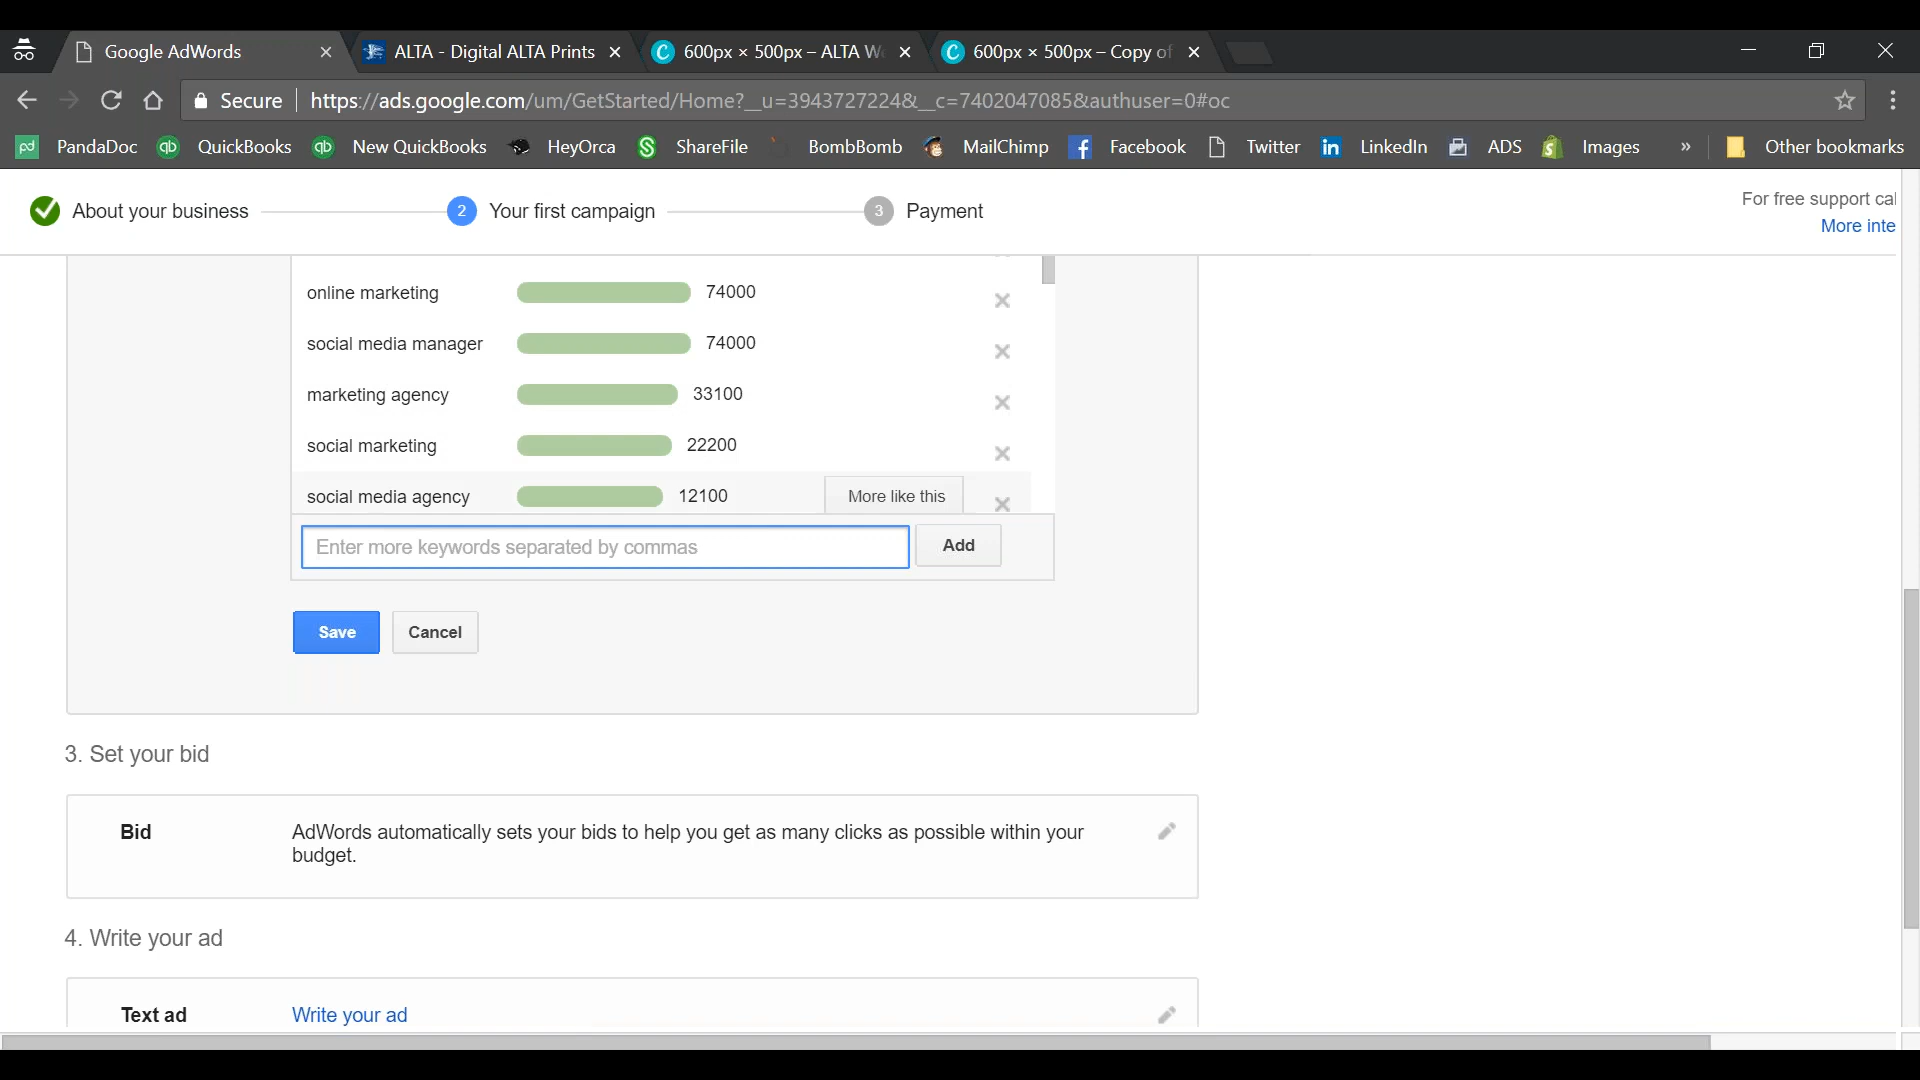 Google AdWords
ALTA - Digital ALTA Prints
600px × 500px – ALTA W
600px × 500px – Copy of
Secure
https://ads.google.com/um/GetStarted/Home?__u=3943727224&__c=7402047085&authuser=0#oc
pd PandaDoc
qb QuickBooks
qb New QuickBooks
HeyOrca
S ShareFile
BombBomb
MailChimp
f Facebook
Twitter
in LinkedIn
ADS
Images
»
Other bookmarks
About your business
2 Your first campaign
3 Payment
For free support cal
More inte
online marketing 74000
social media manager 74000
marketing agency 33100
social marketing 22200
social media agency 12100 More like this
Enter more keywords separated by commas Add
Save Cancel
3. Set your bid
Bid AdWords automatically sets your bids to help you get as many clicks as possible within your
budget.
4. Write your ad
Text ad Write your ad